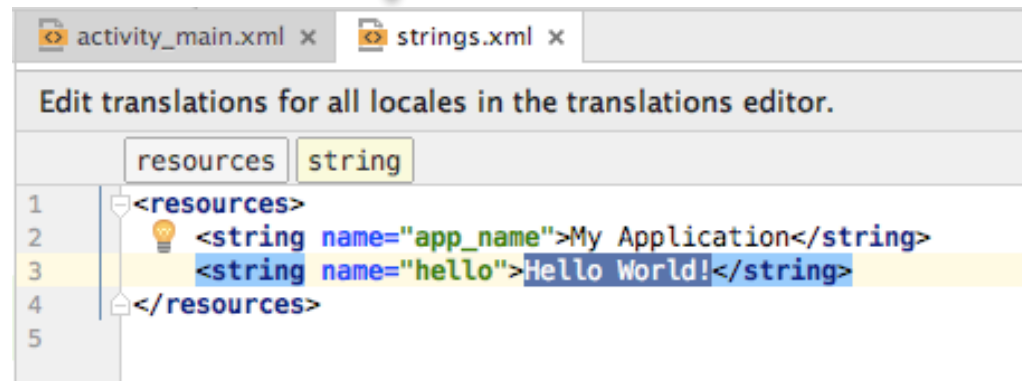 activity_main.xml × strings.xml ×
Edit translations for all locales in the translations editor.
resources string
1 <resources>
2 <string name="app_name">My Application</string>
3 <string name="hello">Hello World!</string>
4 </resources>
5